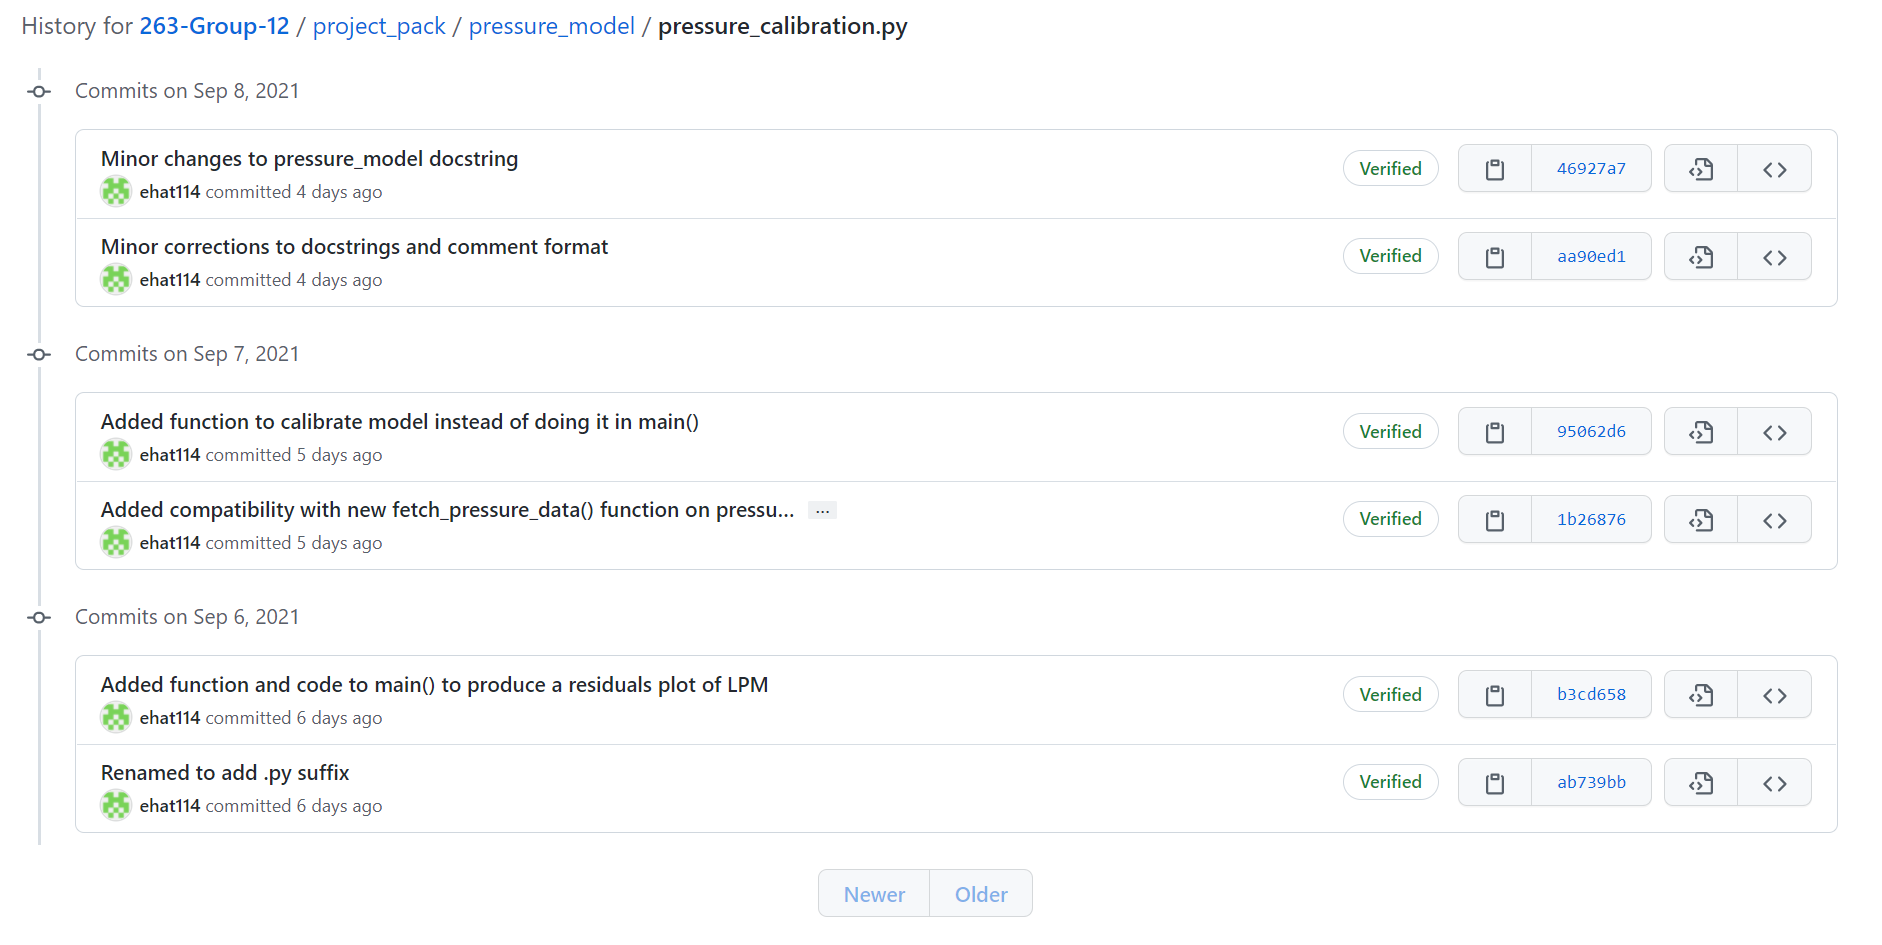 History for 263-Group-12 / project_pack / pressure_model / pressure_calibration.py
Commits on Sep 8, 2021
Minor changes to pressure_model docstring
Verified
46927a7
ehat114 committed 4 days ago
Minor corrections to docstrings and comment format
Verified
aa90ed1
ehat114 committed 4 days ago
Commits on Sep 7, 2021
Added function to calibrate model instead of doing it in main()
Verified
95062d6
ehat114 committed 5 days ago
Added compatibility with new fetch_pressure_data() function on pressu... ...
Verified
1b26876
ehat114 committed 5 days ago
Commits on Sep 6, 2021
Added function and code to main() to produce a residuals plot of LPM
Verified
b3cd658
ehat114 committed 6 days ago
Renamed to add .py suffix
Verified
ab739bb
ehat114 committed 6 days ago
Newer Older